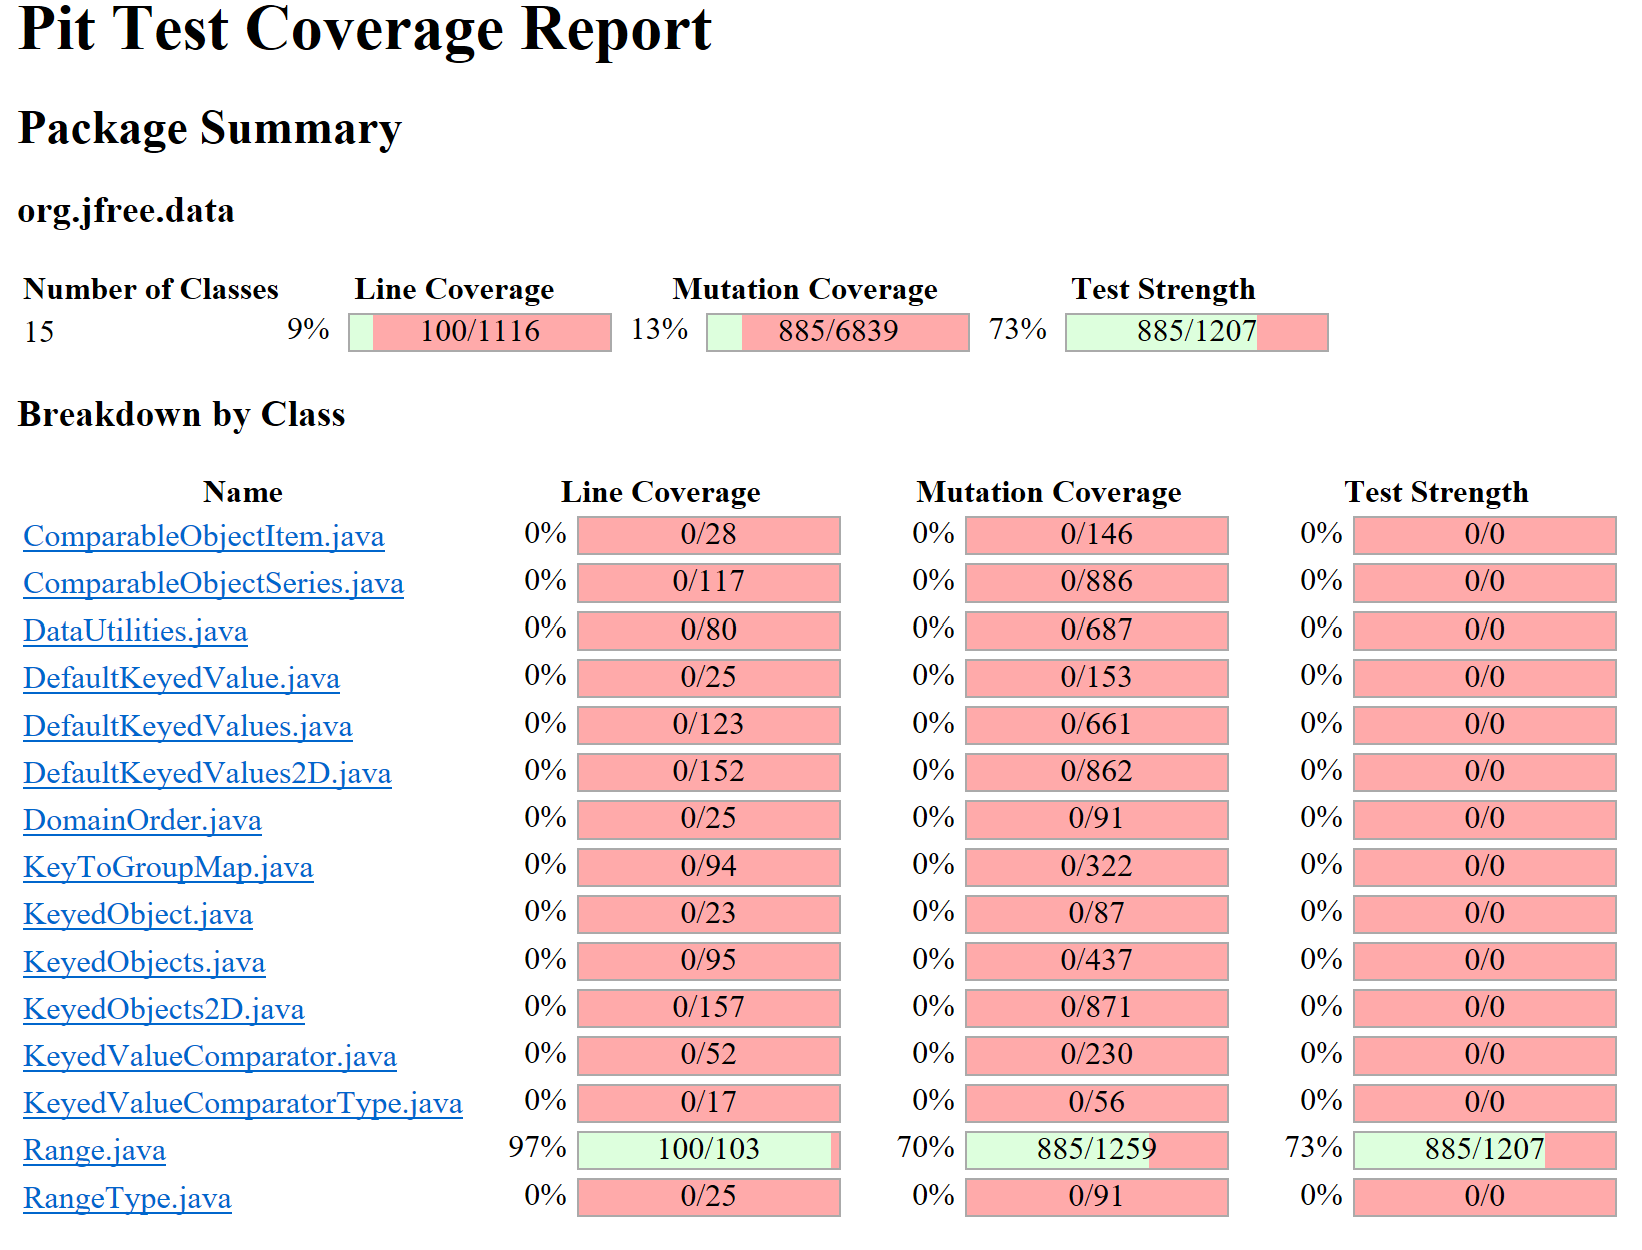 Pit Test Coverage Report
Package Summary
org.jfree.data
Number of Classes Line Coverage Mutation Coverage Test Strength
15 9% 100/1116 13% 885/6839 73% 885/1207
Breakdown by Class
Name Line Coverage Mutation Coverage Test Strength
ComparableObjectItem.java 0% 0/28 0% 0/146 0% 0/0
ComparableObjectSeries.java 0% 0/117 0% 0/886 0% 0/0
DataUtilities.java 0% 0/80 0% 0/687 0% 0/0
DefaultKeyedValue.java 0% 0/25 0% 0/153 0% 0/0
DefaultKeyedValues.java 0% 0/123 0% 0/661 0% 0/0
DefaultKeyedValues2D.java 0% 0/152 0% 0/862 0% 0/0
DomainOrder.java 0% 0/25 0% 0/91 0% 0/0
KeyToGroupMap.java 0% 0/94 0% 0/322 0% 0/0
KeyedObject.java 0% 0/23 0% 0/87 0% 0/0
KeyedObjects.java 0% 0/95 0% 0/437 0% 0/0
KeyedObjects2D.java 0% 0/157 0% 0/871 0% 0/0
KeyedValueComparator.java 0% 0/52 0% 0/230 0% 0/0
KeyedValueComparatorType.java 0% 0/17 0% 0/56 0% 0/0
Range.java 97% 100/103 70% 885/1259 73% 885/1207
RangeType.java 0% 0/25 0% 0/91 0% 0/0